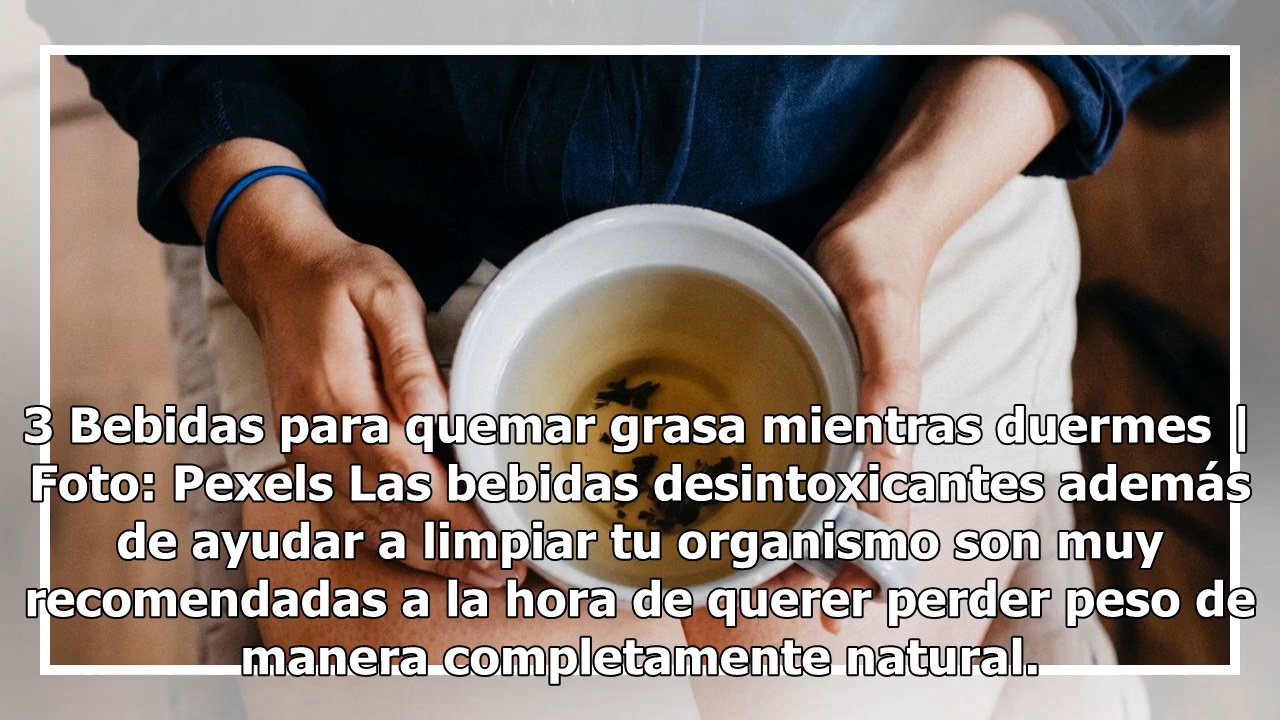 3 Bebidas para quemar grasa mientras duermes |
Foto: Pexels Las bebidas desintoxicantes además
de ayudar a limpiar tu organismo son muy
recomendadas a la hora de querer perder peso de
manera completamente natural.